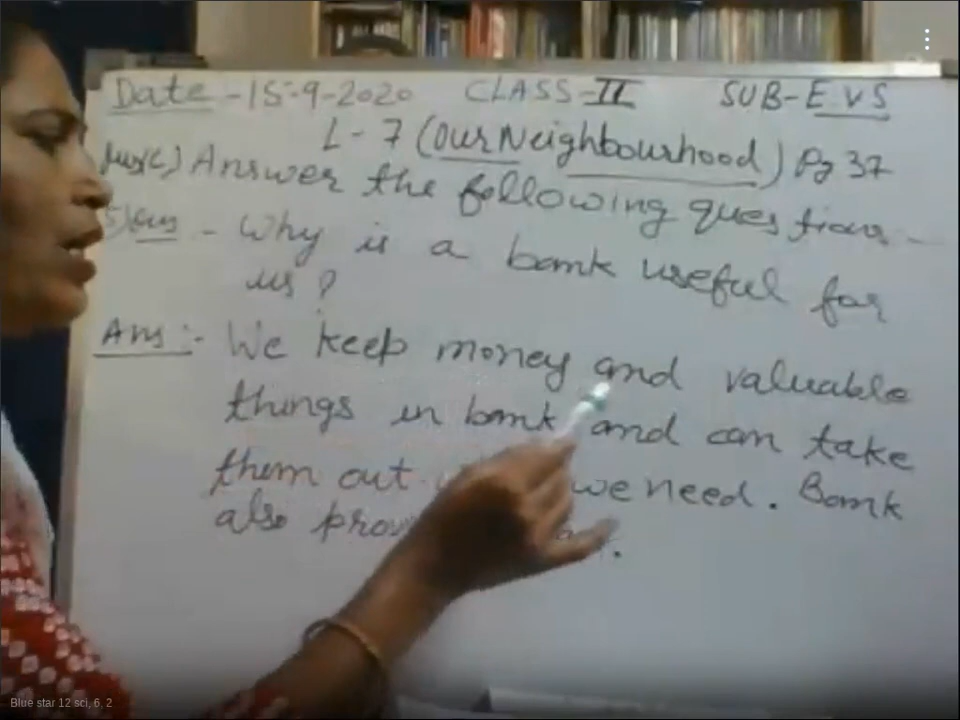 Date - 15-9-2020 CLASS-II SUB-EVS
L-7 (Our Neighbourhood) Pg 37
Answer the following questions -
5) Ques - Why is a bank useful for
us ?
Ans :- We keep money and valuable
things in bank and can take
them out we need. Bank
also
Blue star 12 sci, 6, 2